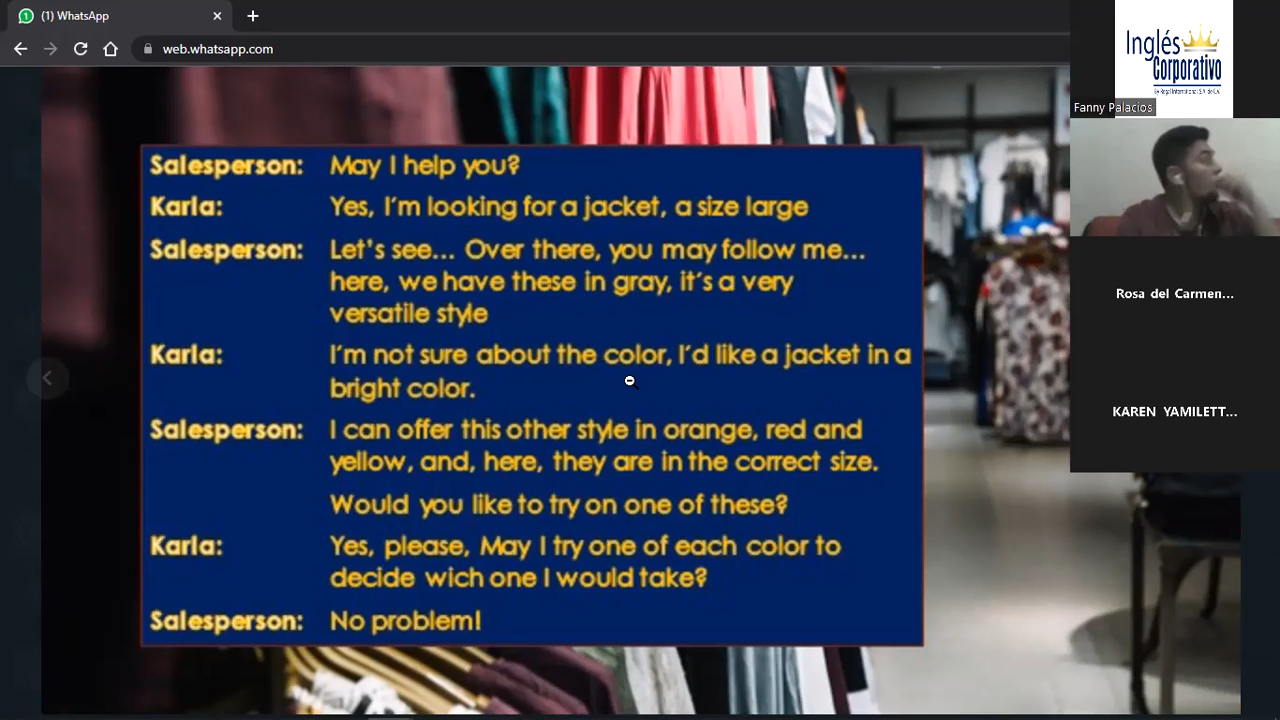 (1) WhatsApp
web.whatsapp.com
Inglés
Corporativo
Fanny Palacios
Salesperson: May I help you?
Karla: Yes, I'm looking for a jacket, a size large
Salesperson: Let's see... Over there, you may follow me...
here, we have these in gray, it's a very
versatile style
Karla: I'm not sure about the color, I'd like a jacket in a
bright color.
Salesperson: I can offer this other style in orange, red and
yellow, and, here, they are in the correct size.
Would you like to try on one of these?
Karla: Yes, please, May I try one of each color to
decide wich one I would take?
Salesperson: No problem!
Rosa del Carmen...
KAREN YAMILETT...